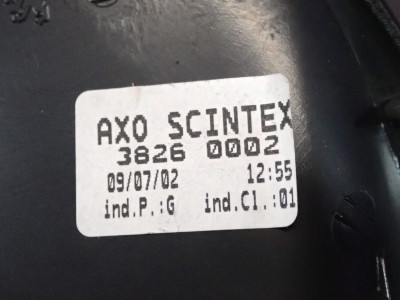 AXO SCINTEX
3826 0002
09/07/02 12:55
ind.P.:G ind.Cl.:01